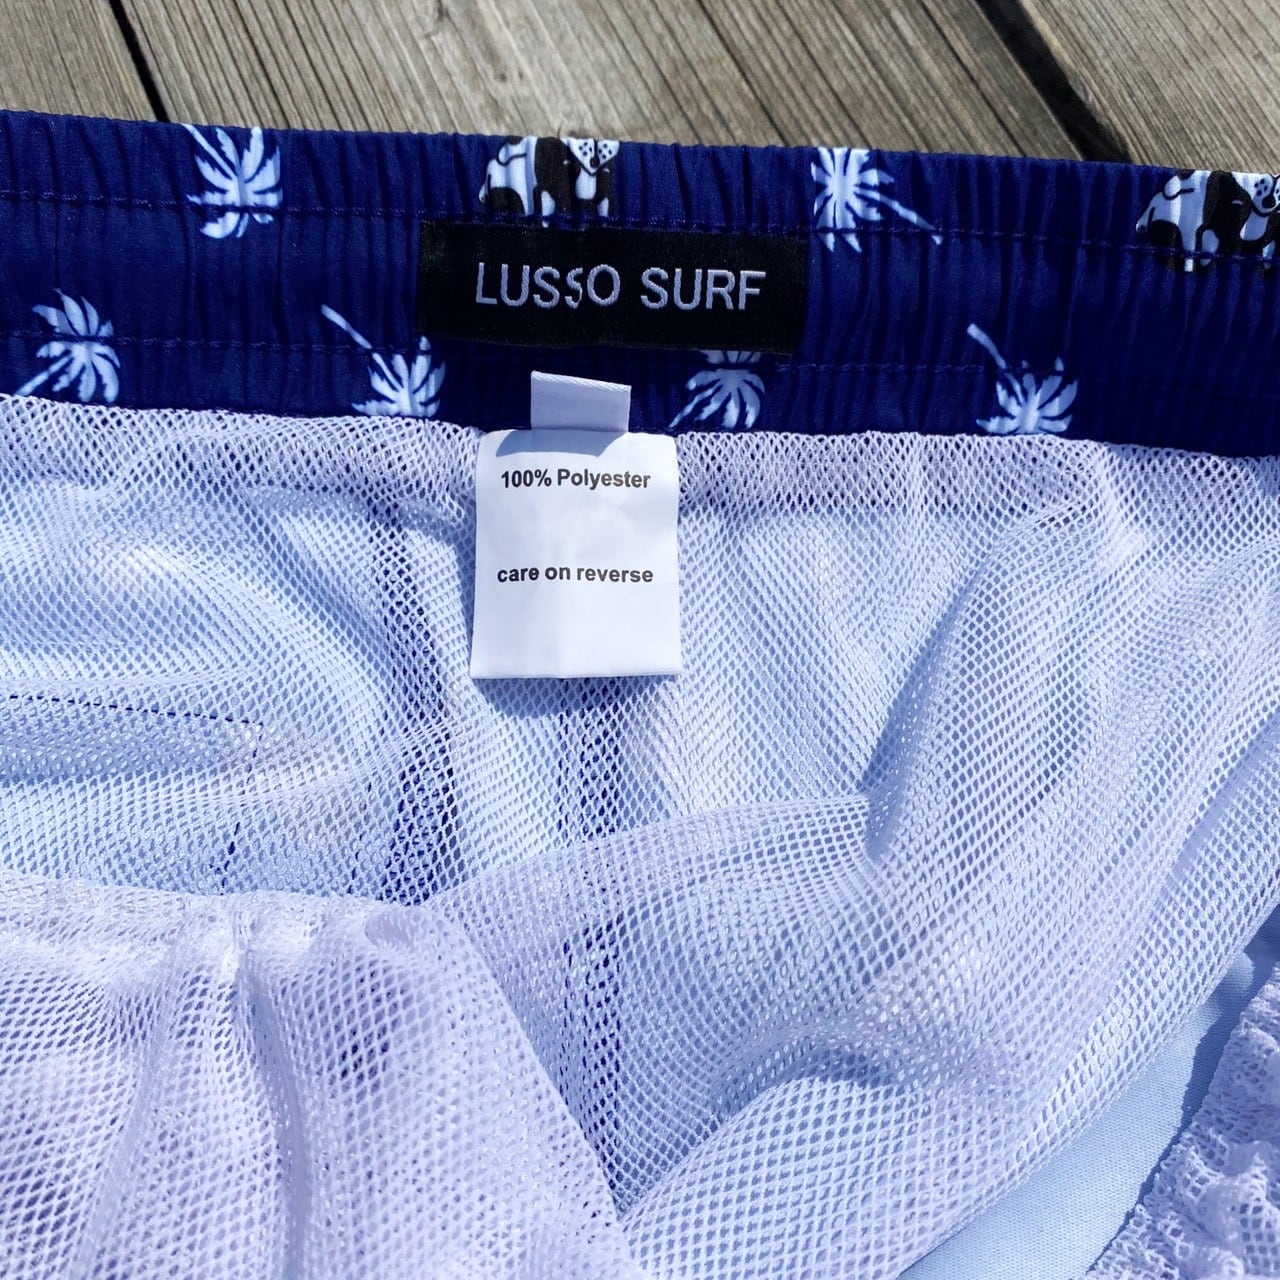 LUSSO SURF
100% Polyester
care on reverse